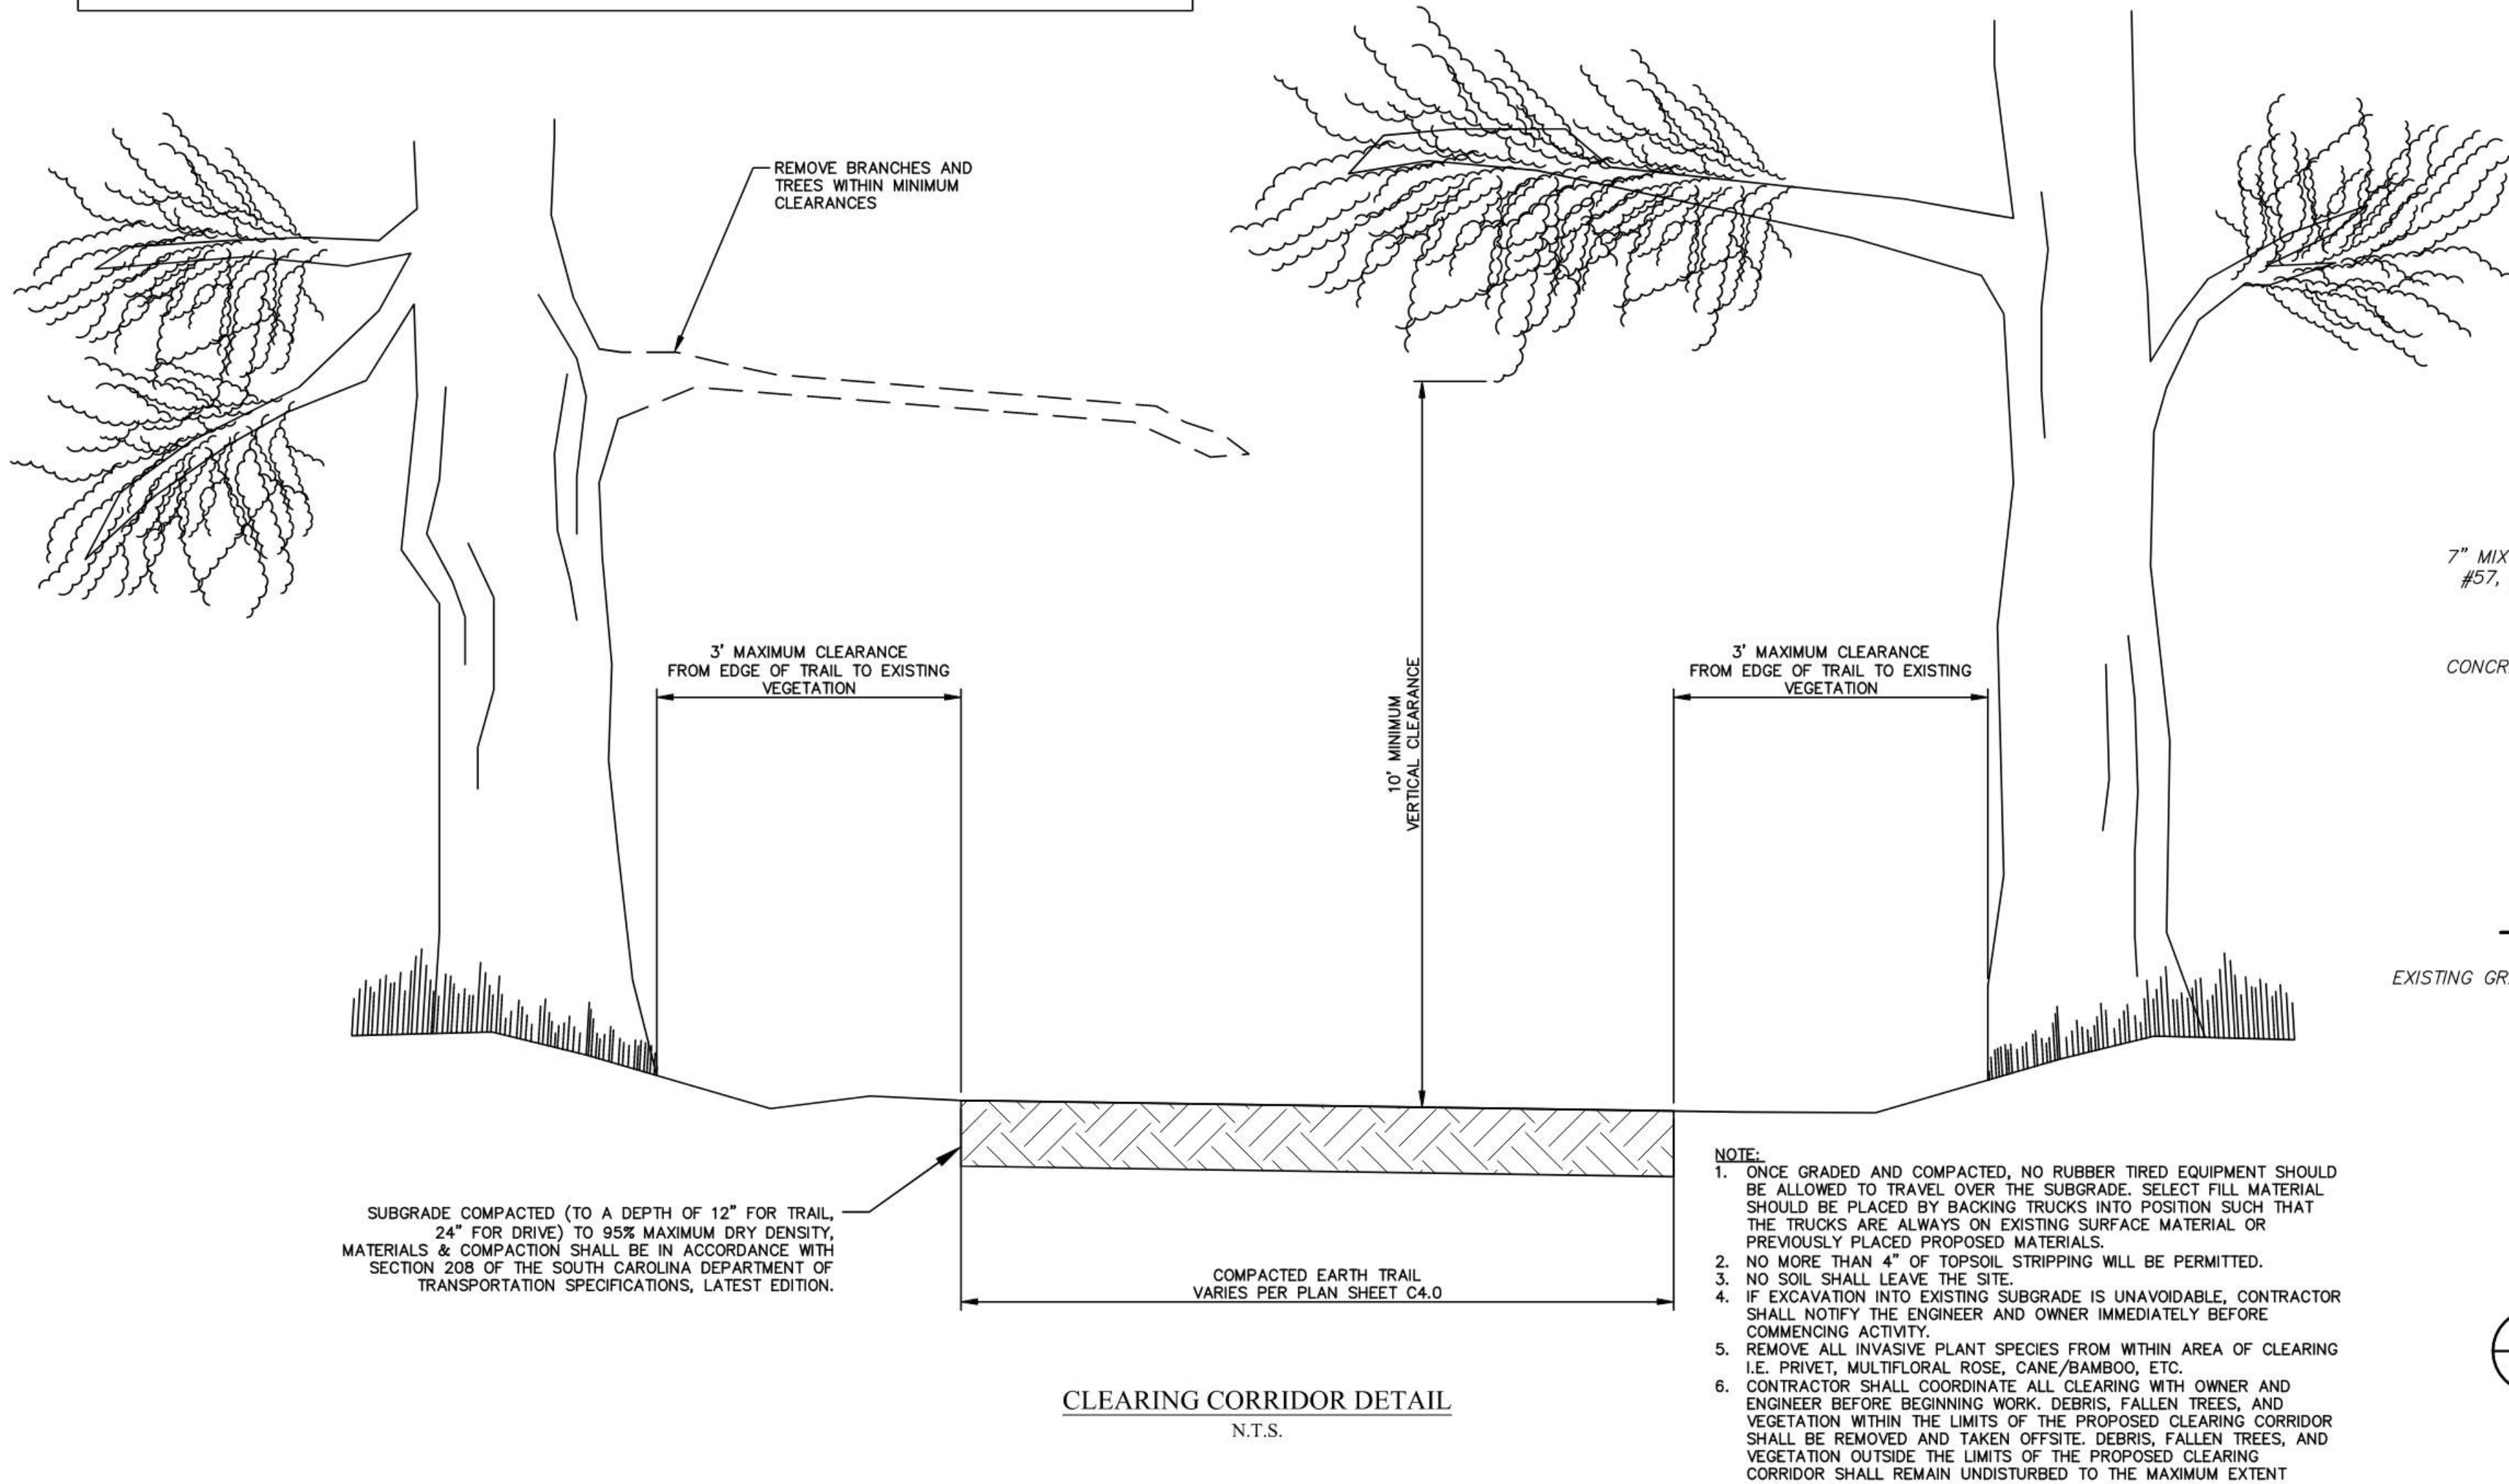 REMOVE BRANCHES AND
TREES WITHIN MINIMUM
CLEARANCES
3' MAXIMUM CLEARANCE
FROM EDGE OF TRAIL TO EXISTING
VEGETATION
10' MINIMUM
VERTICAL CLEARANCE
3' MAXIMUM CLEARANCE
FROM EDGE OF TRAIL TO EXISTING
VEGETATION
7" MIX
#57,
CONCR
EXISTING GR
SUBGRADE COMPACTED (TO A DEPTH OF 12" FOR TRAIL,
24" FOR DRIVE) TO 95% MAXIMUM DRY DENSITY,
MATERIALS & COMPACTION SHALL BE IN ACCORDANCE WITH
SECTION 208 OF THE SOUTH CAROLINA DEPARTMENT OF
TRANSPORTATION SPECIFICATIONS, LATEST EDITION.
COMPACTED EARTH TRAIL
VARIES PER PLAN SHEET C4.0
NOTE:
1. ONCE GRADED AND COMPACTED, NO RUBBER TIRED EQUIPMENT SHOULD
BE ALLOWED TO TRAVEL OVER THE SUBGRADE. SELECT FILL MATERIAL
SHOULD BE PLACED BY BACKING TRUCKS INTO POSITION SUCH THAT
THE TRUCKS ARE ALWAYS ON EXISTING SURFACE MATERIAL OR
PREVIOUSLY PLACED PROPOSED MATERIALS.
2. NO MORE THAN 4" OF TOPSOIL STRIPPING WILL BE PERMITTED.
3. NO SOIL SHALL LEAVE THE SITE.
4. IF EXCAVATION INTO EXISTING SUBGRADE IS UNAVOIDABLE, CONTRACTOR
SHALL NOTIFY THE ENGINEER AND OWNER IMMEDIATELY BEFORE
COMMENCING ACTIVITY.
5. REMOVE ALL INVASIVE PLANT SPECIES FROM WITHIN AREA OF CLEARING
I.E. PRIVET, MULTIFLORAL ROSE, CANE/BAMBOO, ETC.
6. CONTRACTOR SHALL COORDINATE ALL CLEARING WITH OWNER AND
ENGINEER BEFORE BEGINNING WORK. DEBRIS, FALLEN TREES, AND
VEGETATION WITHIN THE LIMITS OF THE PROPOSED CLEARING CORRIDOR
SHALL BE REMOVED AND TAKEN OFFSITE. DEBRIS, FALLEN TREES, AND
VEGETATION OUTSIDE THE LIMITS OF THE PROPOSED CLEARING
CORRIDOR SHALL REMAIN UNDISTURBED TO THE MAXIMUM EXTENT
CLEARING CORRIDOR DETAIL
N.T.S.